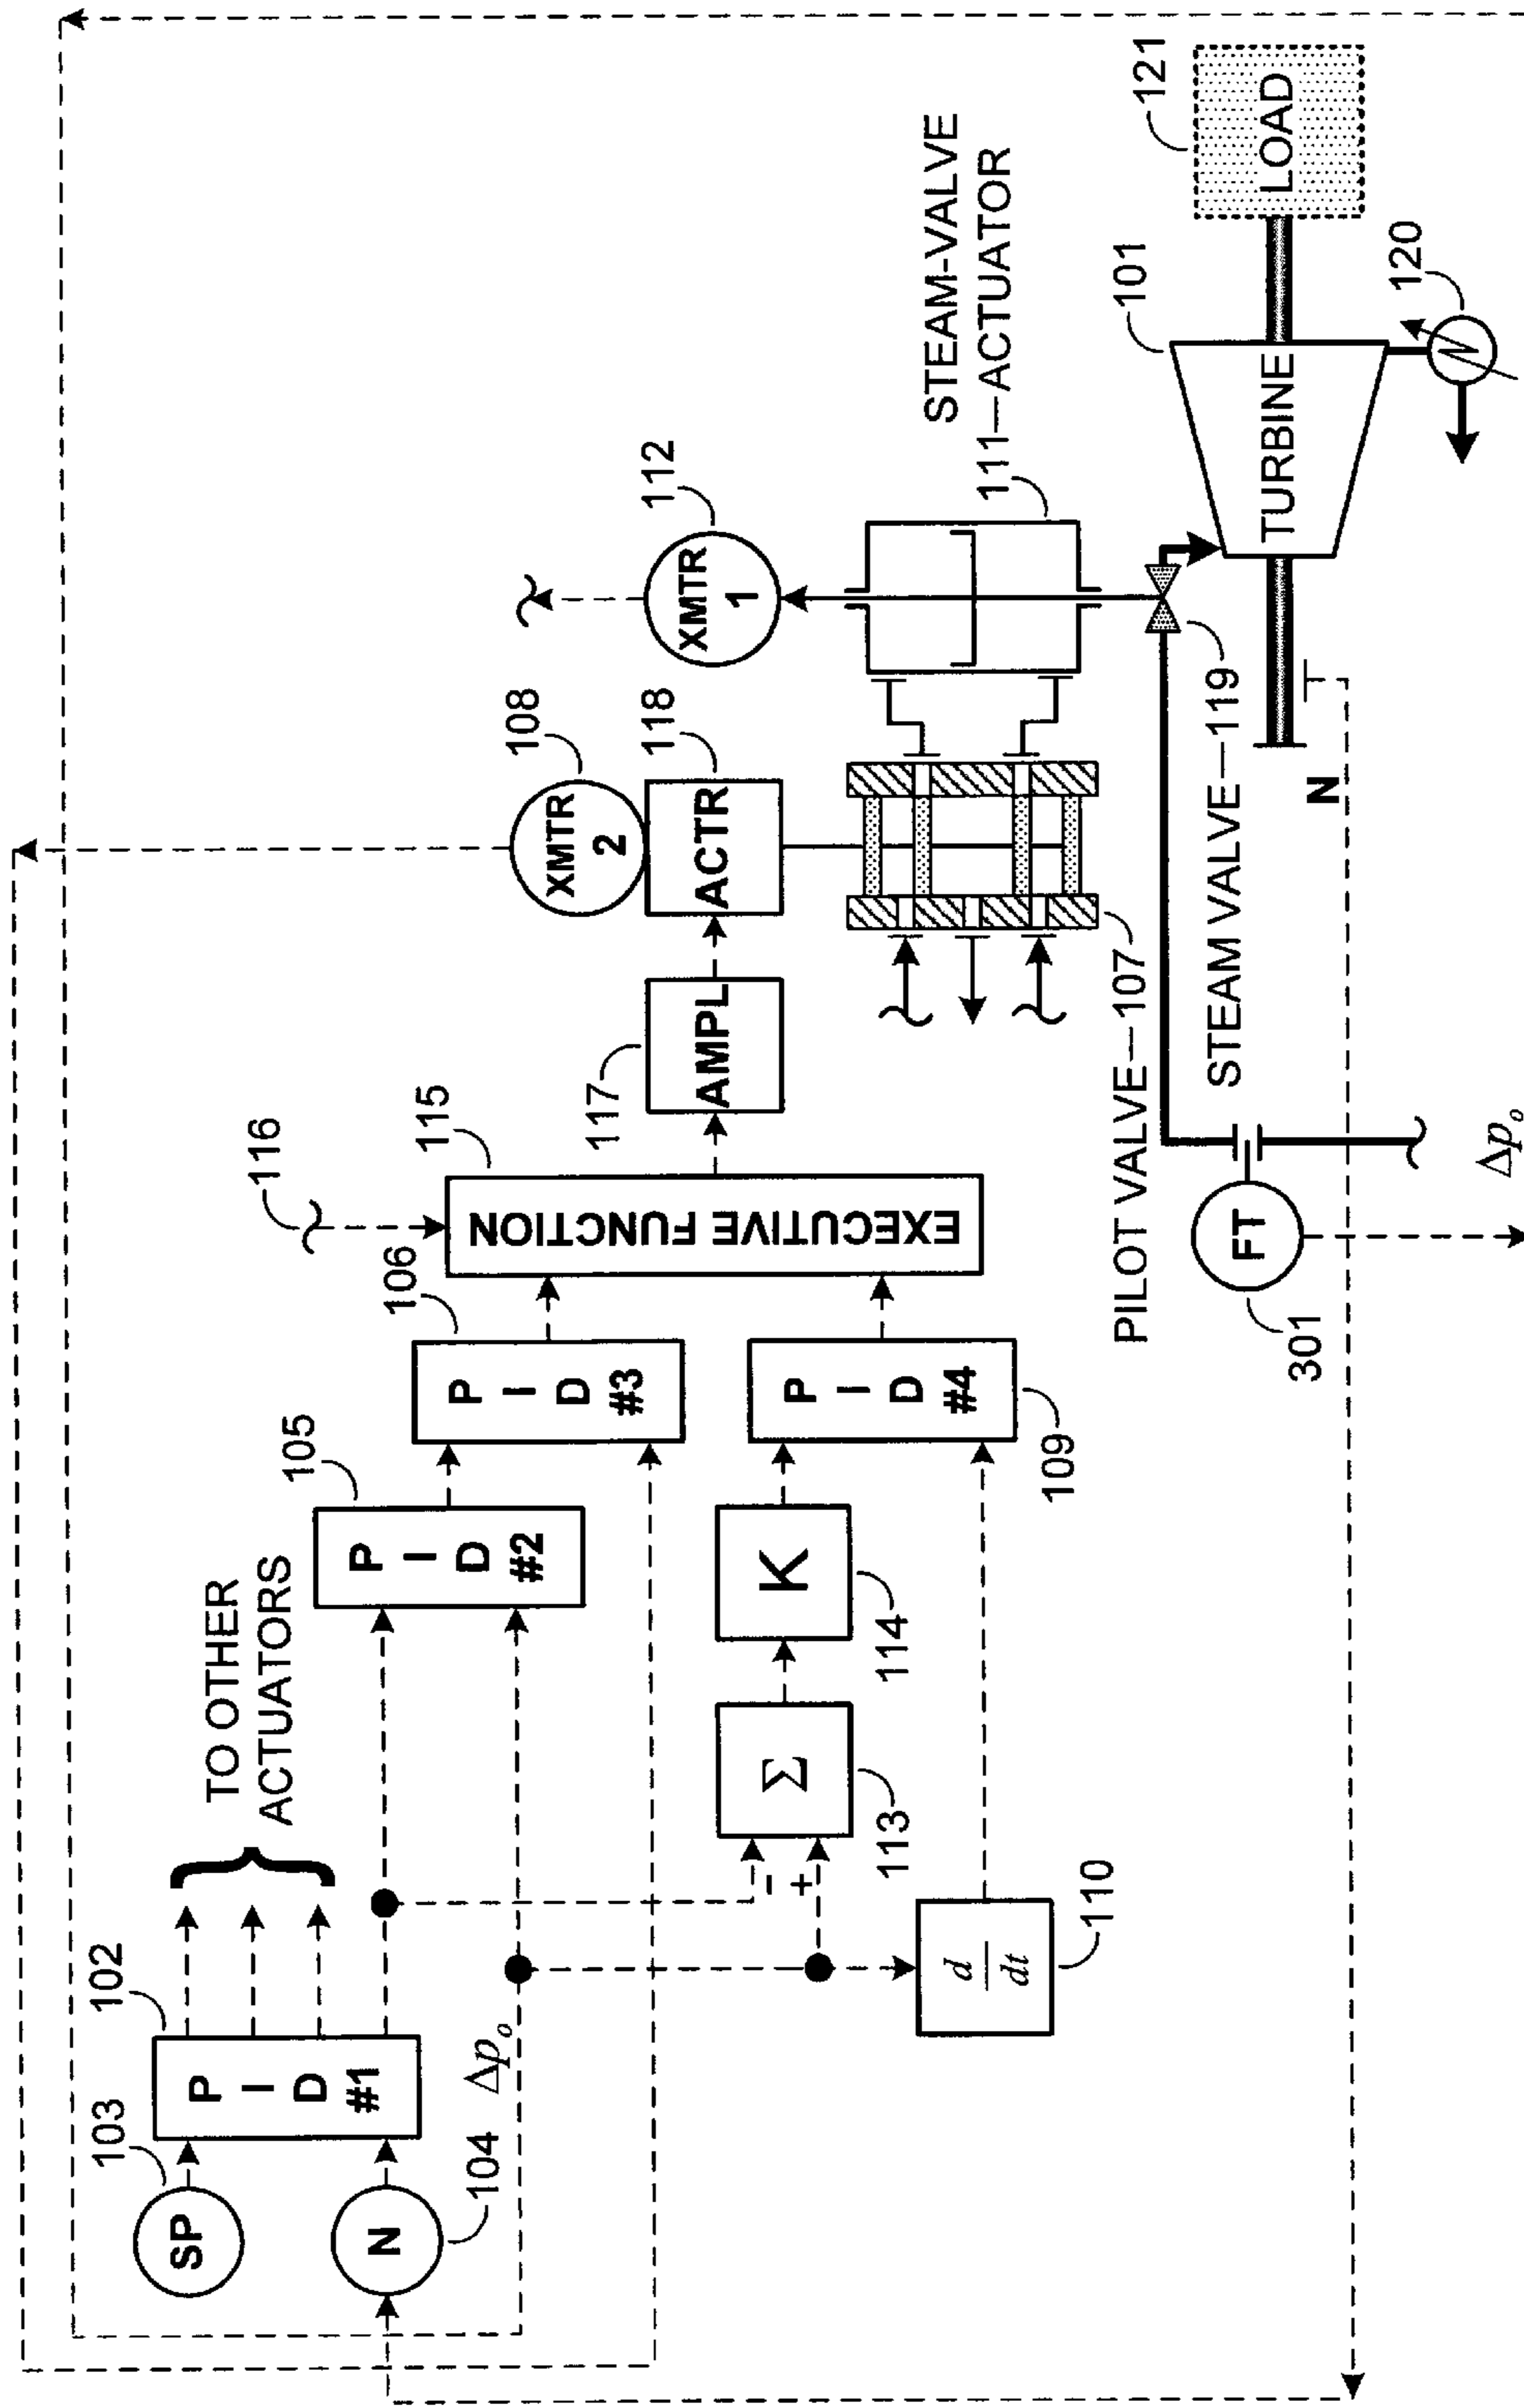 103
SP
102
P
I
D
#1
TO OTHER
ACTUATORS
N
104
Δpₒ
105
P
I
D
#2
106
P
I
D
#3
116
115
EXECUTIVE FUNCTION
−
+
Σ
113
K
114
P
I
D
#4
109
d
dt
110
117
AMPL
108
XMTR
2
118
ACTR
112
XMTR
1
STEAM-VALVE
111—ACTUATOR
PILOT VALVE—107
STEAM VALVE—119
FT
301
N
101
TURBINE
121
LOAD
120
Δpₒ